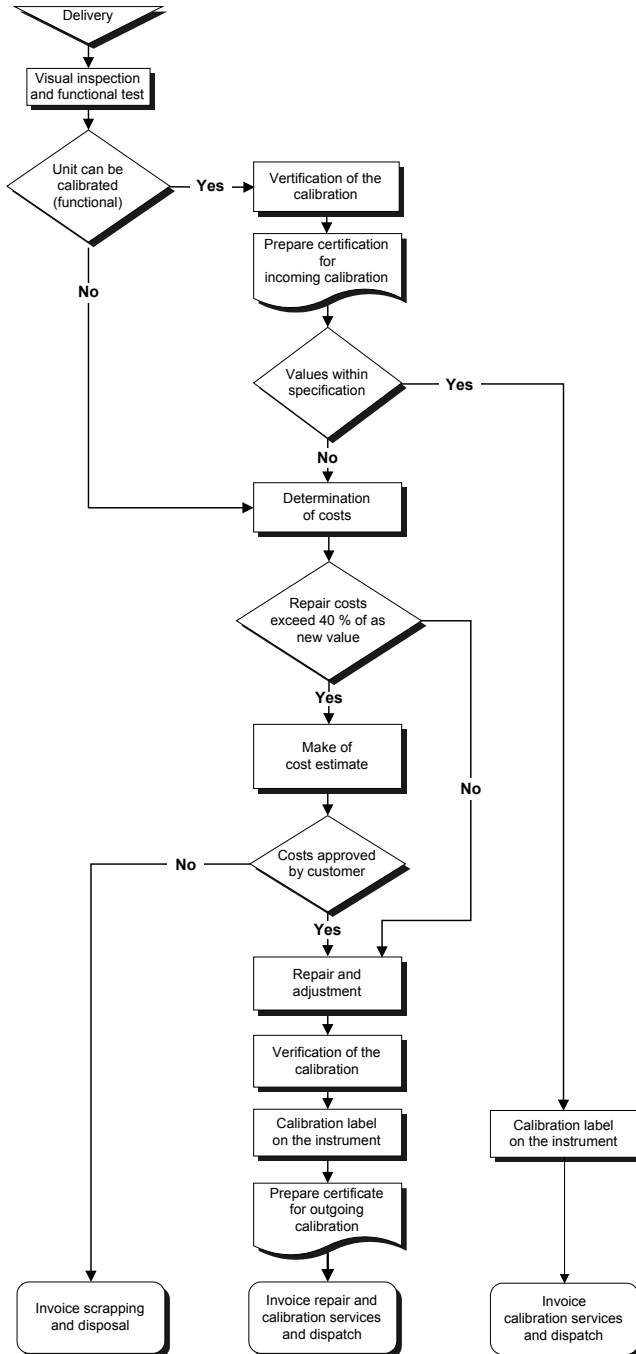 Delivery
Visual inspection
and functional test
Unit can be
calibrated
(functional)
Yes
Vertification of the
calibration
Prepare certification
for
incoming calibration
No
Values within
specification
Yes
No
Determination
of costs
Repair costs
exceed 40 % of as
new value
Yes
Make of
cost estimate
No
Costs approved
by customer
No
Yes
Repair and
adjustment
Verification of the
calibration
Calibration label
on the instrument
Calibration label
on the instrument
Prepare certificate
for outgoing
calibration
Invoice scrapping
and disposal
Invoice repair and
calibration services
and dispatch
Invoice
calibration services
and dispatch